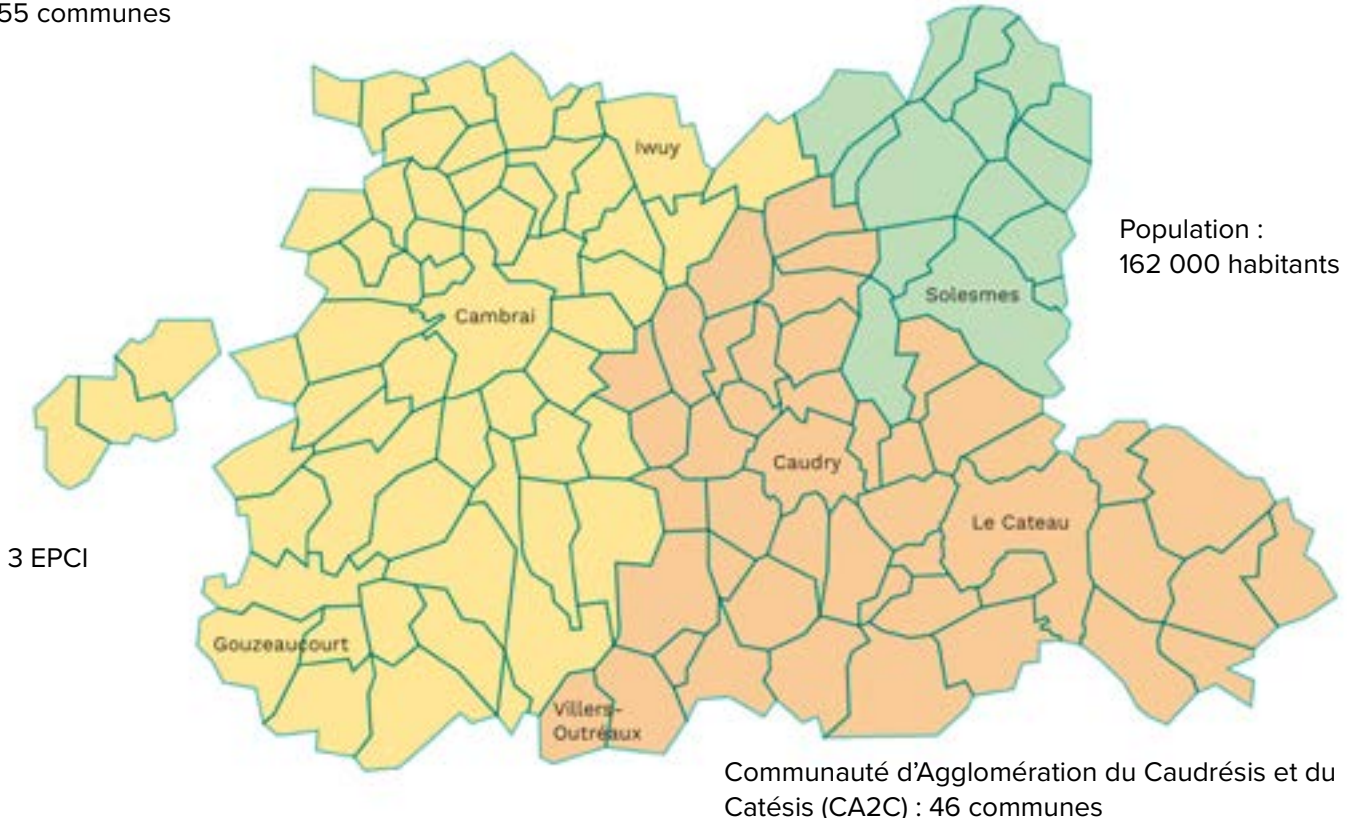 55 communes
Iwuy
Population :
162 000 habitants
Solesmes
Cambrai
Caudry
Le Cateau
3 EPCI
Gouzeaucourt
Villers-
Outréaux
Communauté d'Agglomération du Caudrésis et du
Catésis (CA2C) : 46 communes